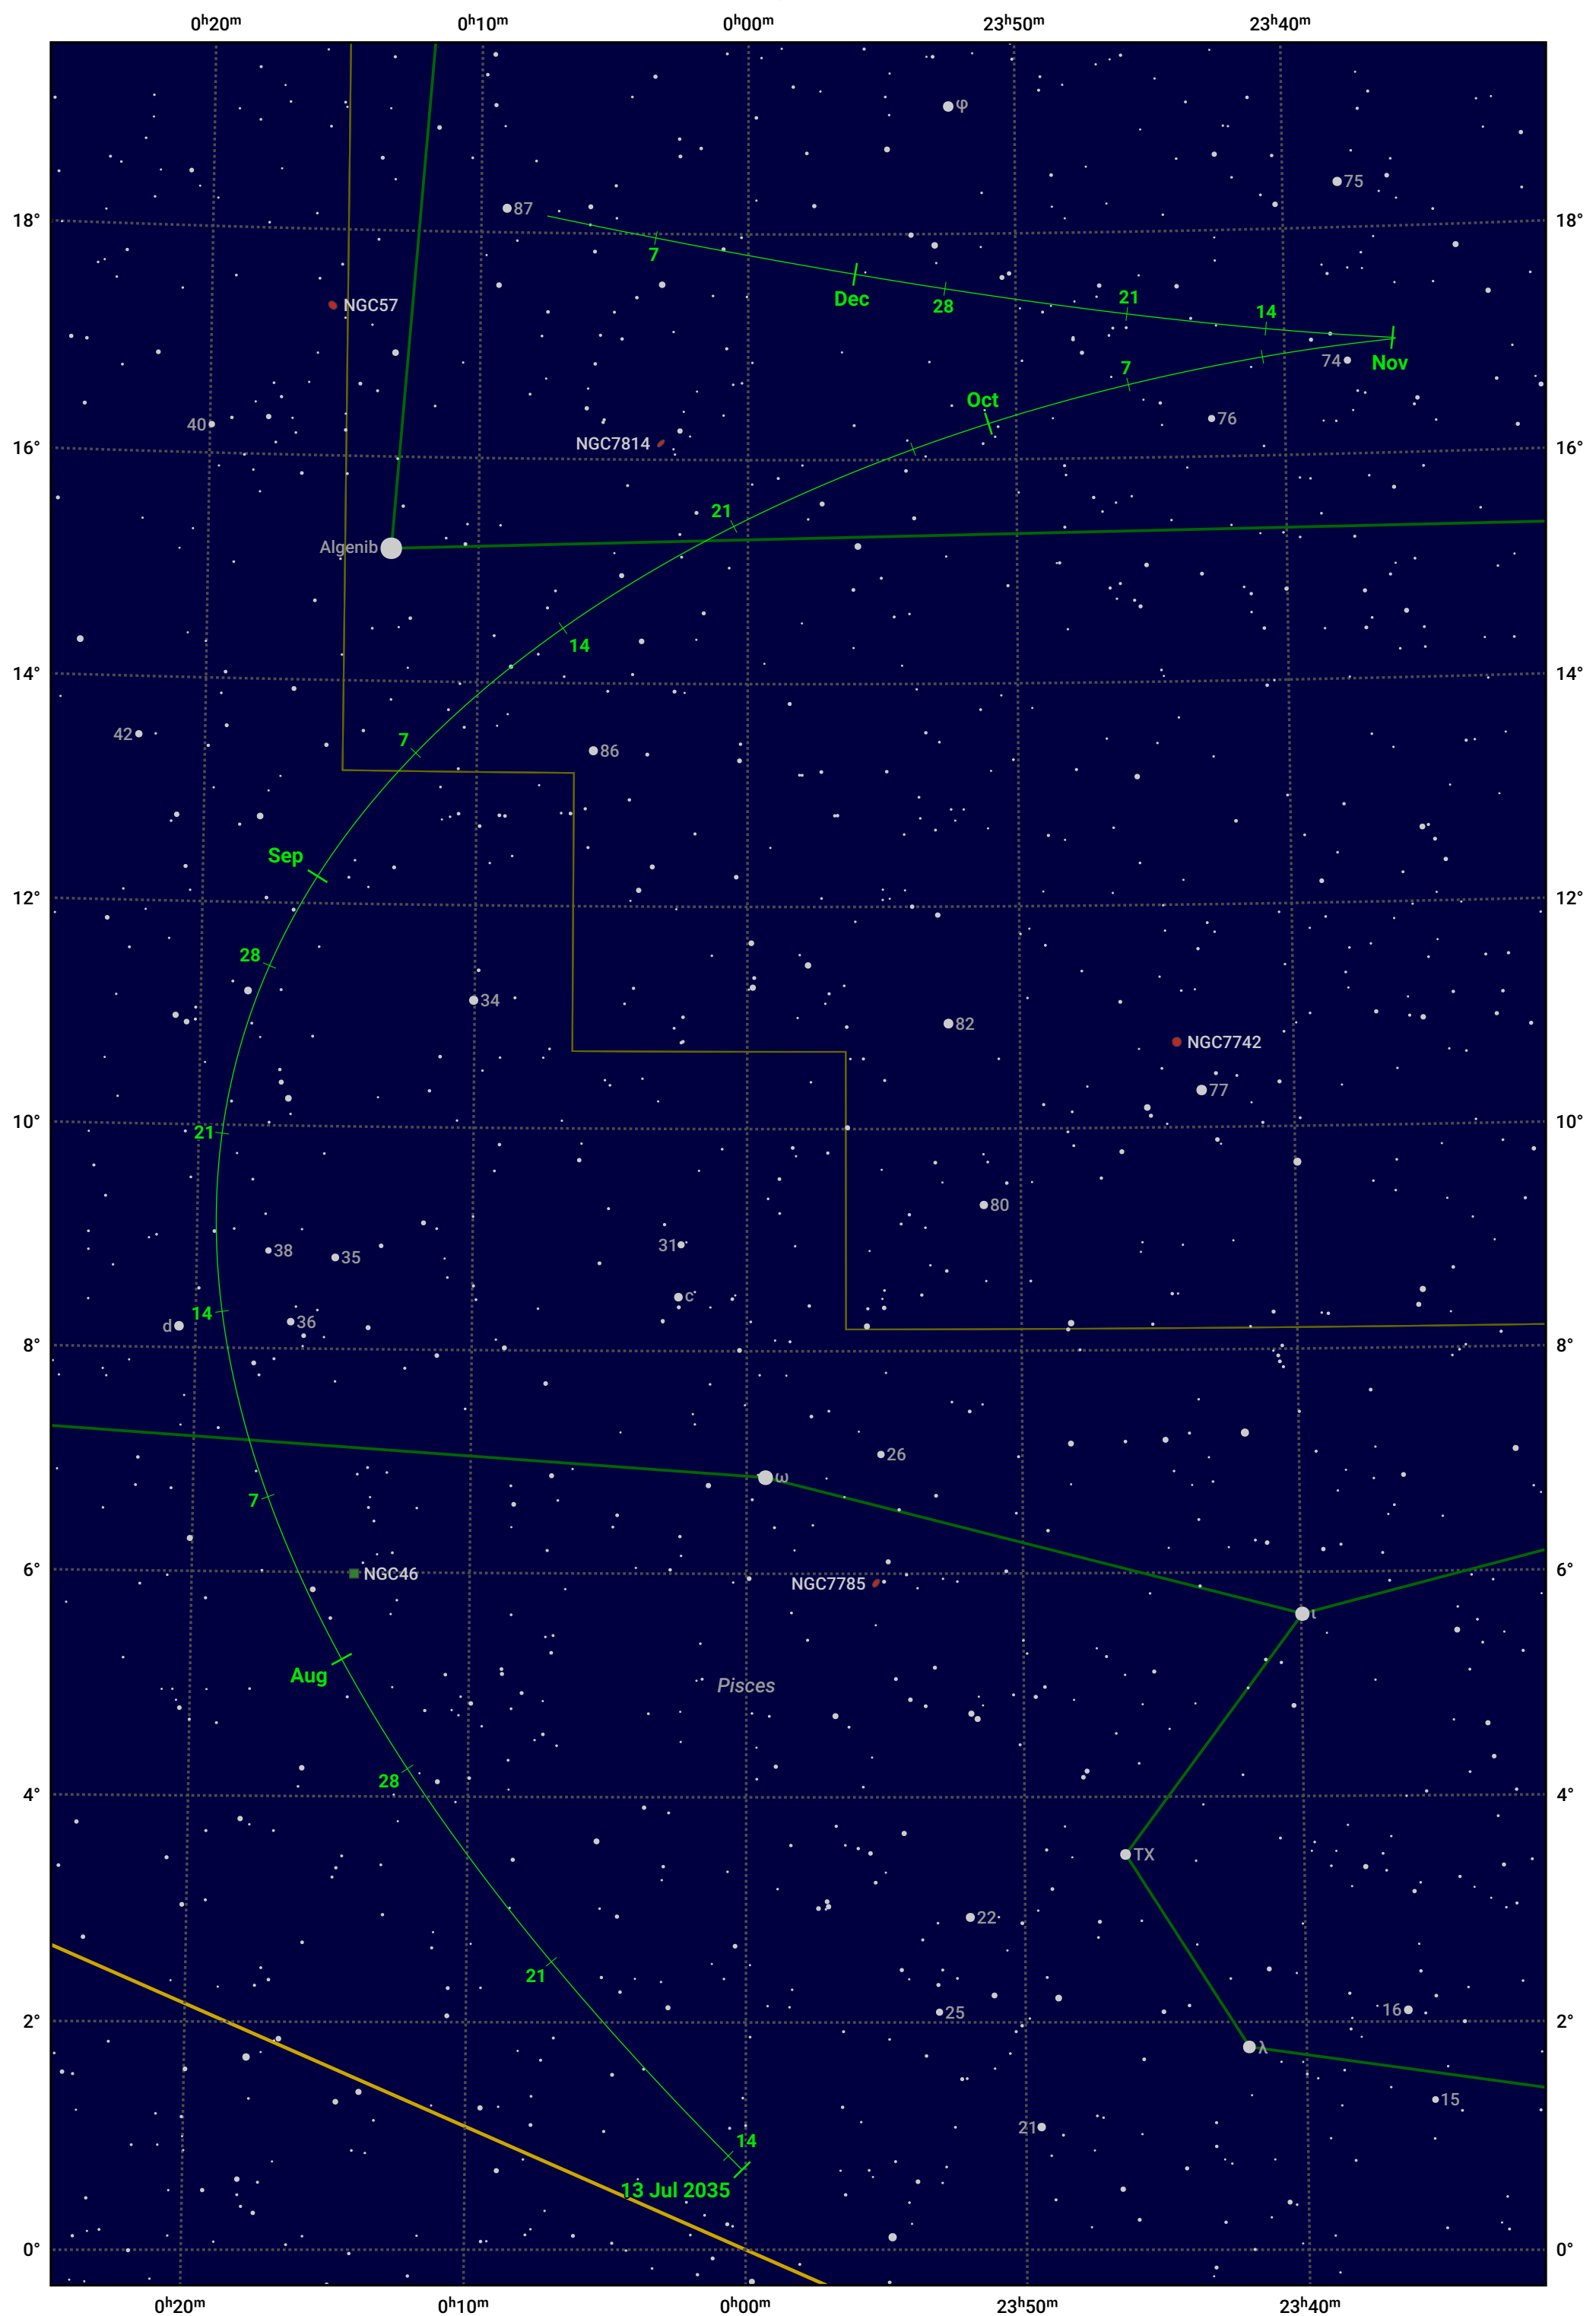 0ʰ20ᵐ 0ʰ10ᵐ 0ʰ00ᵐ 23ʰ50ᵐ 23ʰ40ᵐ
φ
75
87
18° 18°
7
Dec
28
21
14
NGC57
Nov
74
7
Oct
76
40
NGC7814
16° 16°
21
Algenib
14
14° 14°
42
7
86
Sep
12° 12°
28
34
82
NGC7742
77
10° 10°
21
80
31
38
35
c
14
36
d
8° 8°
26
ω
7
6° 6°
NGC46
NGC7785
ι
Aug
Pisces
28
4° 4°
TX
22
21
2° 2°
25
16
λ
15
21
14
13 Jul 2035
0° 0°
0ʰ20ᵐ 0ʰ10ᵐ 0ʰ00ᵐ 23ʰ50ᵐ 23ʰ40ᵐ